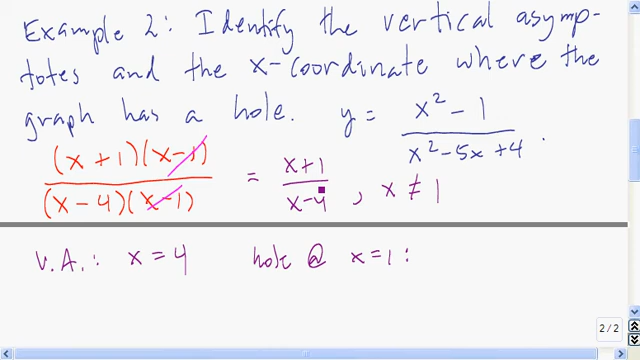 Example 2: Identify the vertical asymp-
totes and the x-coordinate where the
graph has a hole. y = (x² - 1)/(x² - 5x + 4).
((x + 1)(x - 1))/((x - 4)(x - 1)) = (x + 1)/(x - 4), x ≠ 1
V.A.: x = 4 hole @ x = 1:
2 / 2